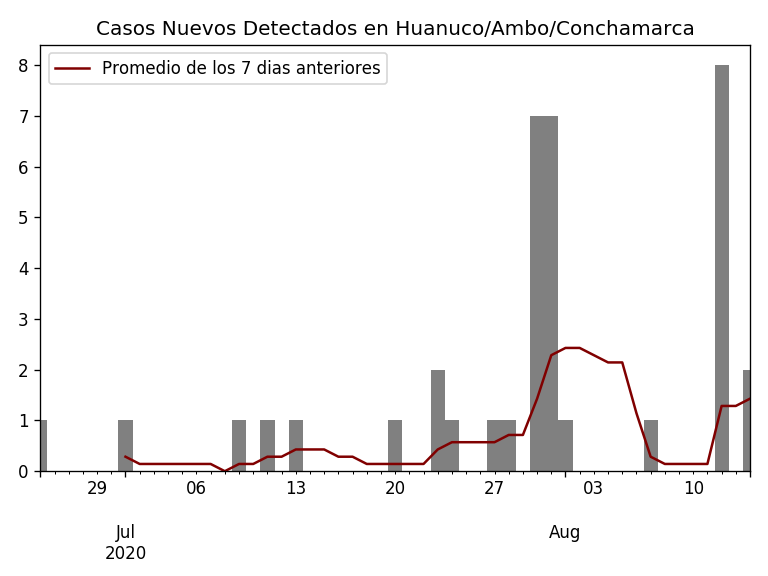 Casos Nuevos Detectados en Huanuco/Ambo/Conchamarca
Promedio de los 7 dias anteriores
8
7
6
5
4
3
2
1
0
29 06 13 20 27 03 10
Jul Aug
2020